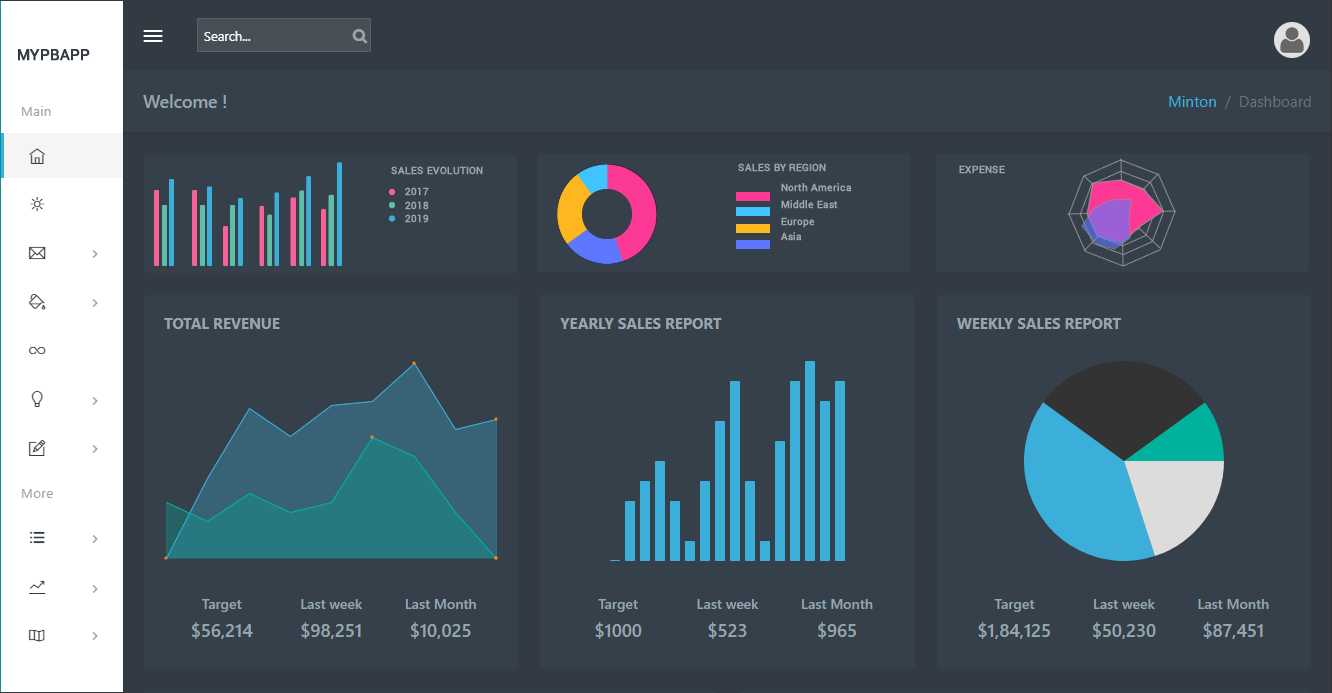 MYPBAPP
Search...
Main
Welcome !
Minton / Dashboard
SALES EVOLUTION
2017
2018
2019
SALES BY REGION
North America
Middle East
Europe
Asia
EXPENSE
TOTAL REVENUE
Target Last week Last Month
$56,214 $98,251 $10,025
YEARLY SALES REPORT
Target Last week Last Month
$1000 $523 $965
WEEKLY SALES REPORT
Target Last week Last Month
$1,84,125 $50,230 $87,451
More